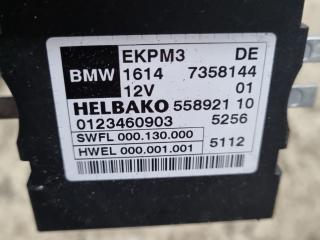 EKPM3 DE
BMW 1614 7358144
12V 01
HELBAKO 558921 10
0123460903 5256
SWFL 000.130.000
HWEL 000.001.001 5112